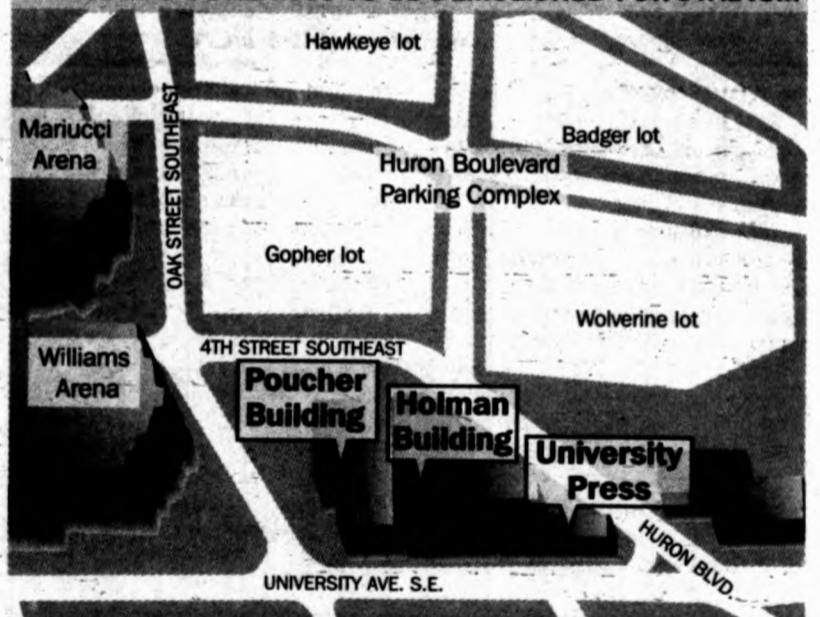 Hawkeye lot
Mariucci
Arena
OAK STREET SOUTHEAST
Badger lot
Huron Boulevard
Parking Complex
Gopher lot
Wolverine lot
4TH STREET SOUTHEAST
Williams
Arena
Poucher
Building
Holman
Building
University
Press
HURON BLVD.
UNIVERSITY AVE. S.E.